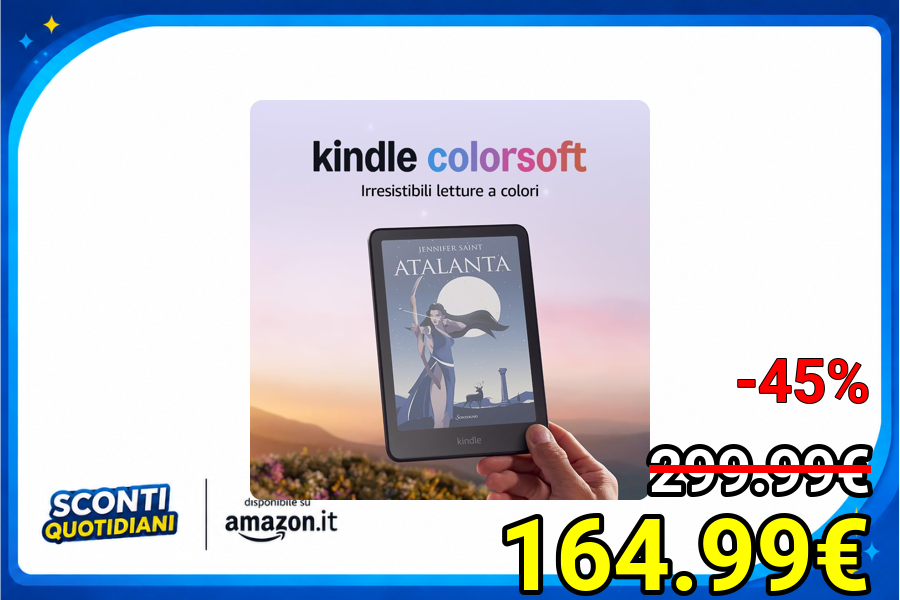 kindle colorsoft
Irresistibili letture a colori
JENNIFER SAINT
ATALANTA
SONZOGNO
kindle
-45%
299.99€
164.99€
SCONTI
QUOTIDIANI
disponibile su
amazon.it